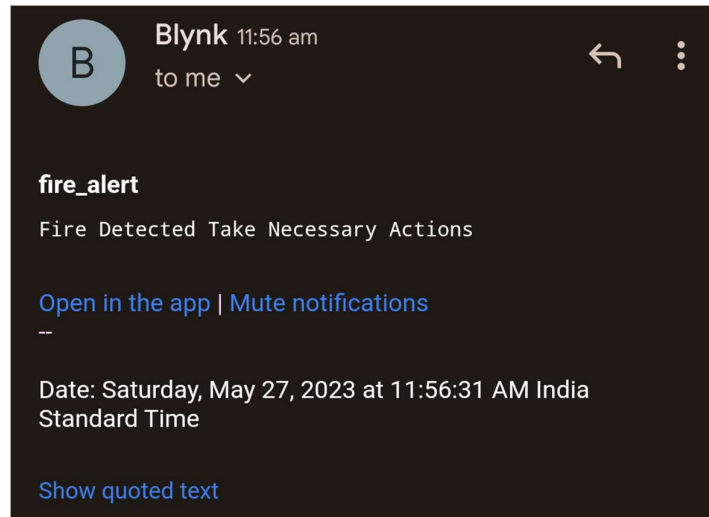 B
Blynk 11:56 am
to me
fire_alert
Fire Detected Take Necessary Actions
Open in the app | Mute notifications
--
Date: Saturday, May 27, 2023 at 11:56:31 AM India
Standard Time
Show quoted text